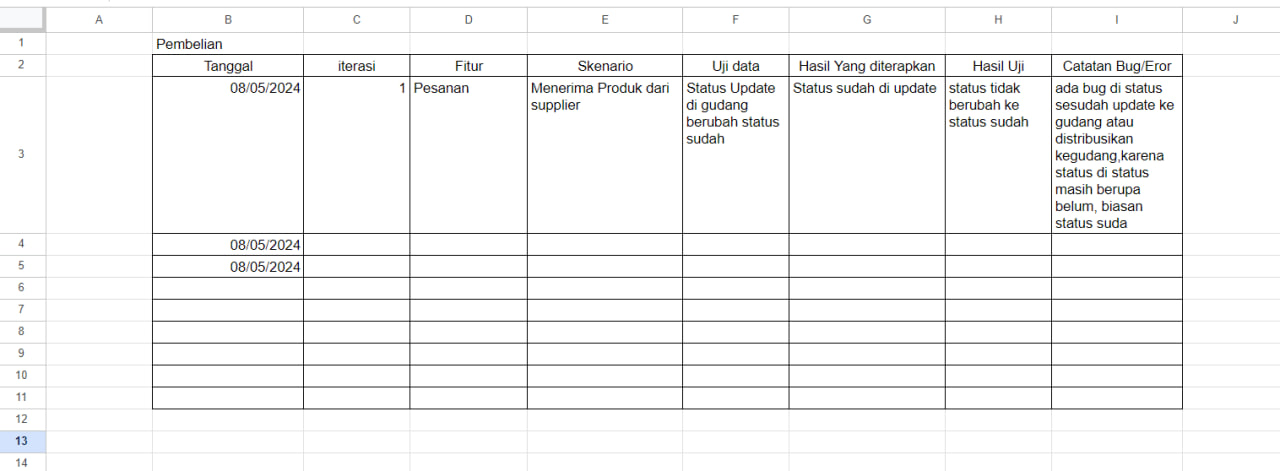 A B C D E F G H I J
1 Pembelian
2 Tanggal iterasi Fitur Skenario Uji data Hasil Yang diterapkan Hasil Uji Catatan Bug/Eror
08/05/2024 1 Pesanan Menerima Produk dari Status Update Status sudah di update status tidak ada bug di status
supplier di gudang berubah ke sesudah update ke
berubah status status sudah gudang atau
sudah distribusikan
3 kegudang,karena
status di status
masih berupa
belum, biasan
status suda
4 08/05/2024
5 08/05/2024
6
7
8
9
10
11
12
13
14